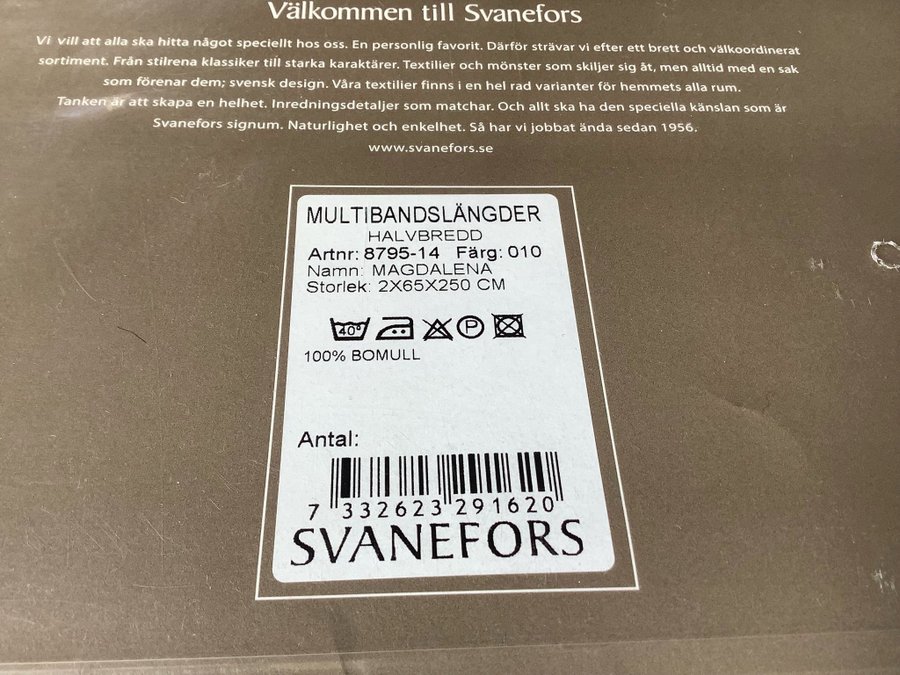 Välkommen till Svanefors
Vi vill att alla ska hitta något speciellt hos oss. En personlig favorit. Därför strävar vi efter ett brett och välkoordinerat
sortiment. Från stilrena klassiker till starka karaktärer. Textilier och mönster som skiljer sig åt, men alltid med en sak
som förenar dem; svensk design. Våra textilier finns i en hel rad varianter för hemmets alla rum.
Tanken är att skapa en helhet. Inredningsdetaljer som matchar. Och allt ska ha den speciella känslan som är
Svanefors signum. Naturlighet och enkelhet. Så har vi jobbat ända sedan 1956.
www.svanefors.se
MULTIBANDSLÄNGDER
HALVBREDD
Artnr: 8795-14 Färg: 010
Namn: MAGDALENA
Storlek: 2X65X250 CM
40° P
100% BOMULL
Antal:
7 332623 291620
SVANEFORS